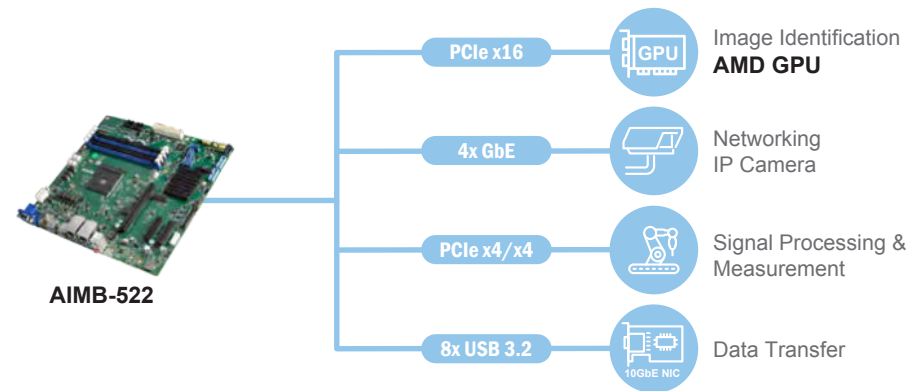 PCIe x16
GPU
Image Identification
AMD GPU
4x GbE
Networking
IP Camera
AIMB-522
PCIe x4/x4
Signal Processing &
Measurement
8x USB 3.2
10GbE NIC
Data Transfer